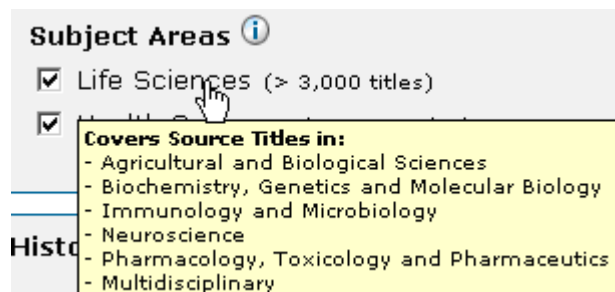 Subject Areas
Life Sciences (> 3,000 titles)
Covers Source Titles in:
- Agricultural and Biological Sciences
- Biochemistry, Genetics and Molecular Biology
- Immunology and Microbiology
- Neuroscience
- Pharmacology, Toxicology and Pharmaceutics
- Multidisciplinary